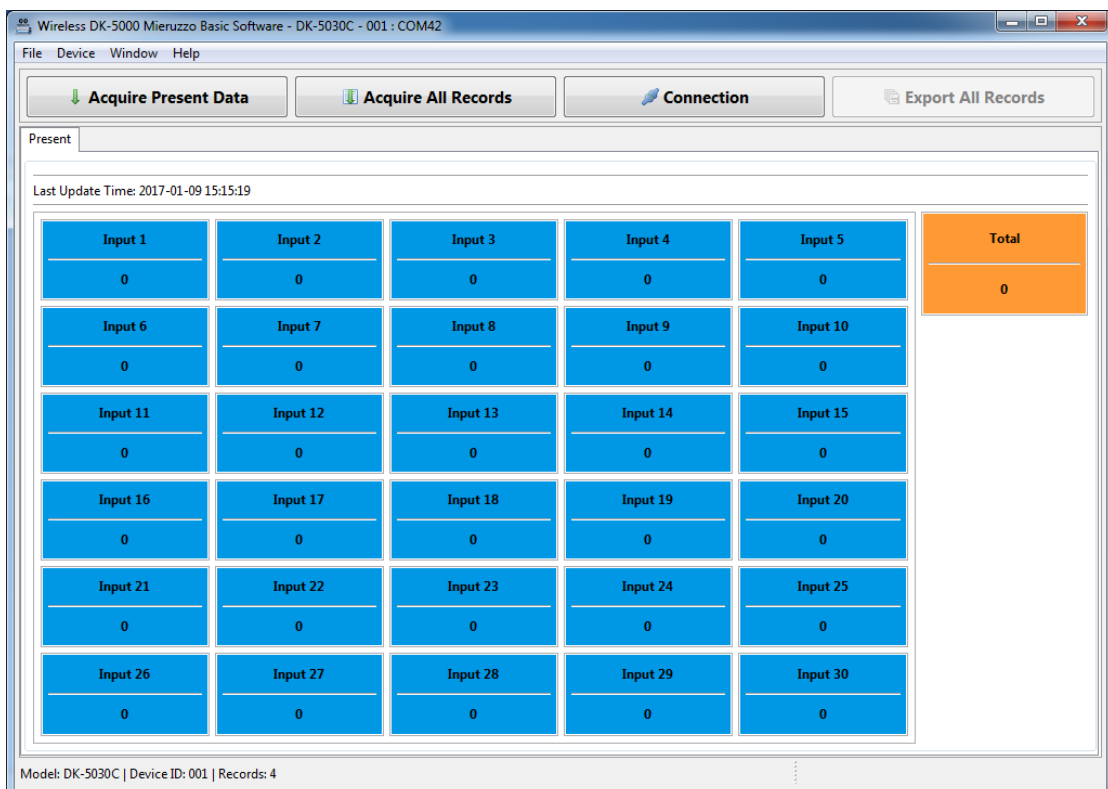 Wireless DK-5000 Mieruzzo Basic Software - DK-5030C - 001 : COM42
File Device Window Help
Acquire Present Data Acquire All Records Connection Export All Records
Present
Last Update Time: 2017-01-09 15:15:19
Input 1 Input 2 Input 3 Input 4 Input 5 Total
0 0 0 0 0 0
Input 6 Input 7 Input 8 Input 9 Input 10
0 0 0 0 0
Input 11 Input 12 Input 13 Input 14 Input 15
0 0 0 0 0
Input 16 Input 17 Input 18 Input 19 Input 20
0 0 0 0 0
Input 21 Input 22 Input 23 Input 24 Input 25
0 0 0 0 0
Input 26 Input 27 Input 28 Input 29 Input 30
0 0 0 0 0
Model: DK-5030C | Device ID: 001 | Records: 4